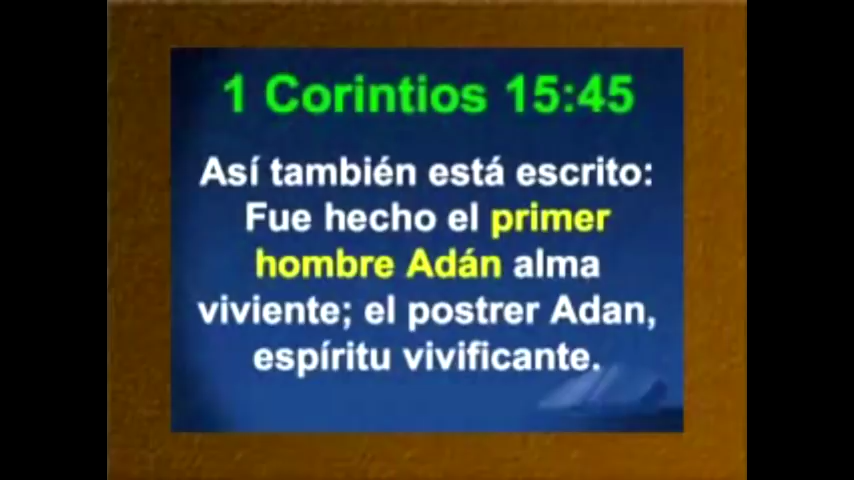 1 Corintios 15:45
Así también está escrito:
Fue hecho el primer
hombre Adán alma
viviente; el postrer Adan,
espíritu vivificante.